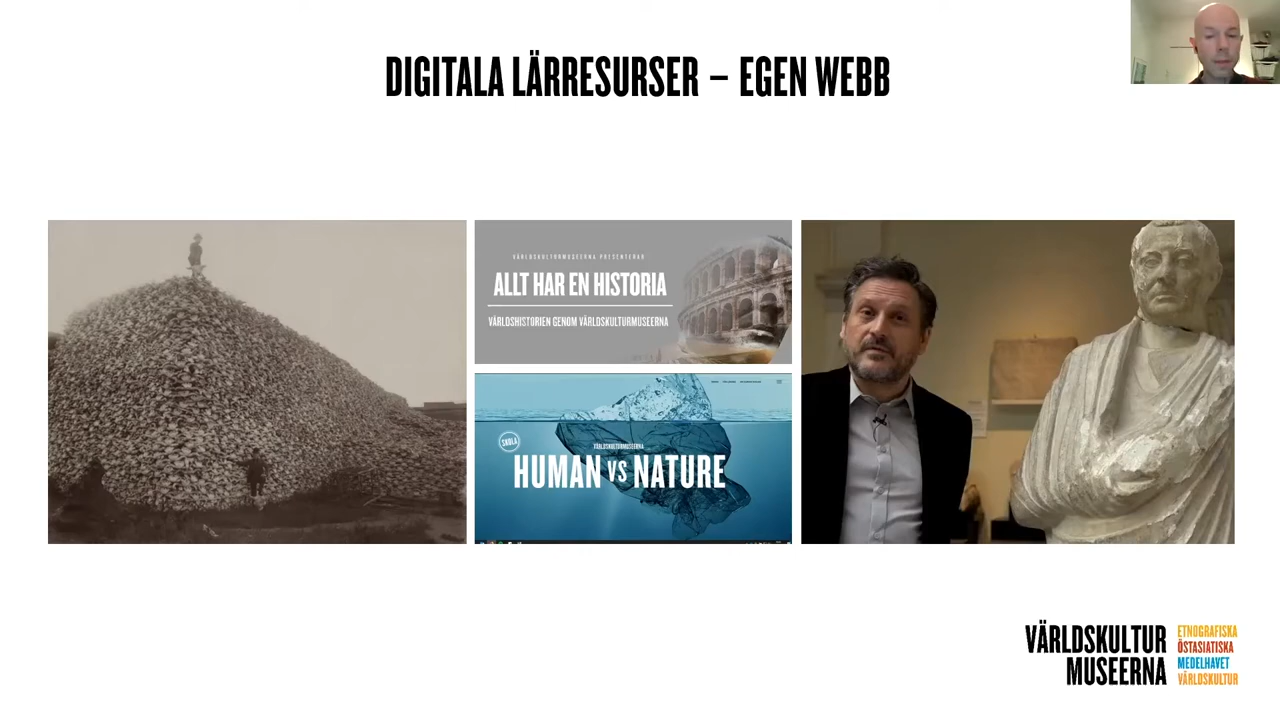 DIGITALA LÄRRESURSER – EGEN WEBB
VÄRLDSKULTURMUSEERNA PRESENTERAR
ALLT HAR EN HISTORIA
VÄRLDSHISTORIEN GENOM VÄRLDSKULTURMUSEERNA
SKOLA
VÄRLDSKULTURMUSEERNA
HUMAN VS NATURE
VÄRLDSKULTUR
MUSEERNA
ETNOGRAFISKA
ÖSTASIATISKA
MEDELHAVET
VÄRLDSKULTUR